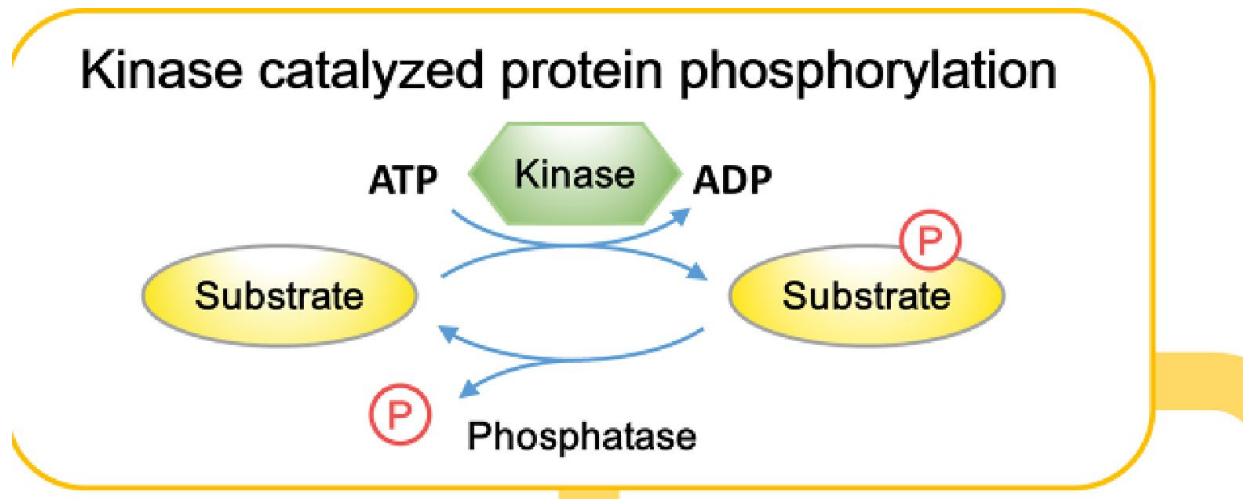 Kinase catalyzed protein phosphorylation
ATP Kinase ADP
P
Substrate Substrate
P
Phosphatase